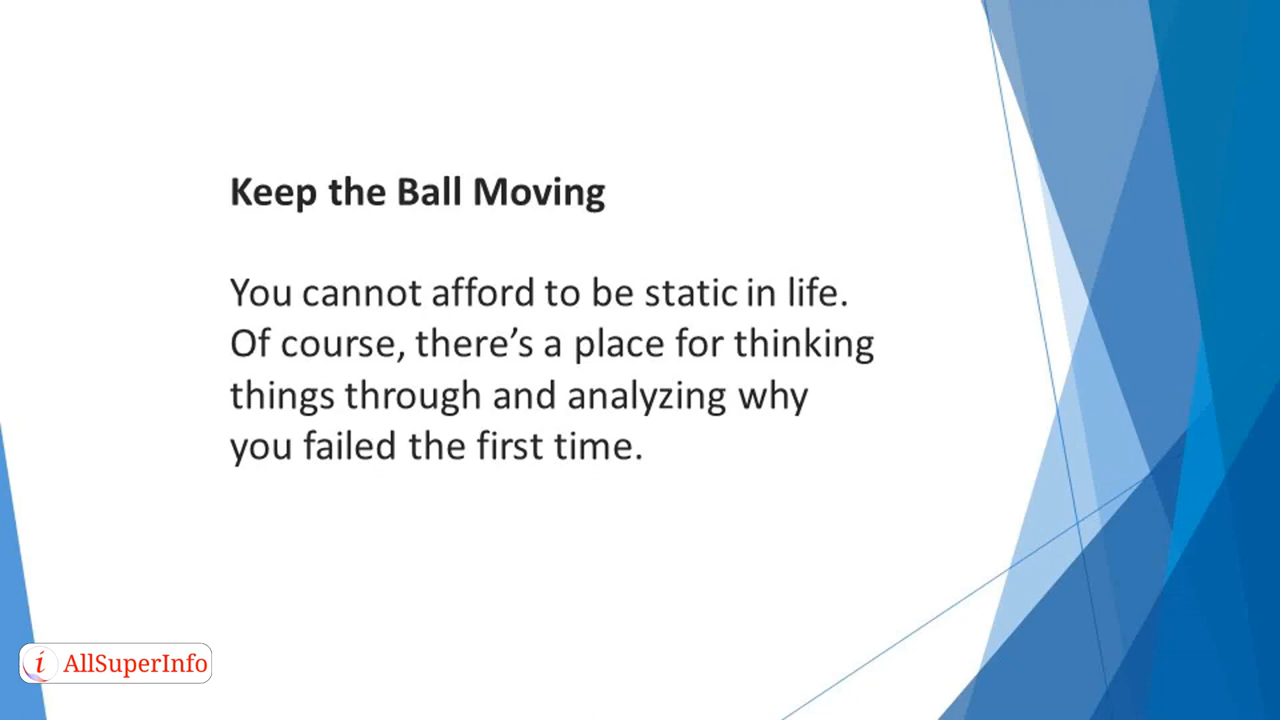 Keep the Ball Moving
You cannot afford to be static in life.
Of course, there’s a place for thinking
things through and analyzing why
you failed the first time.
i AllSuperInfo